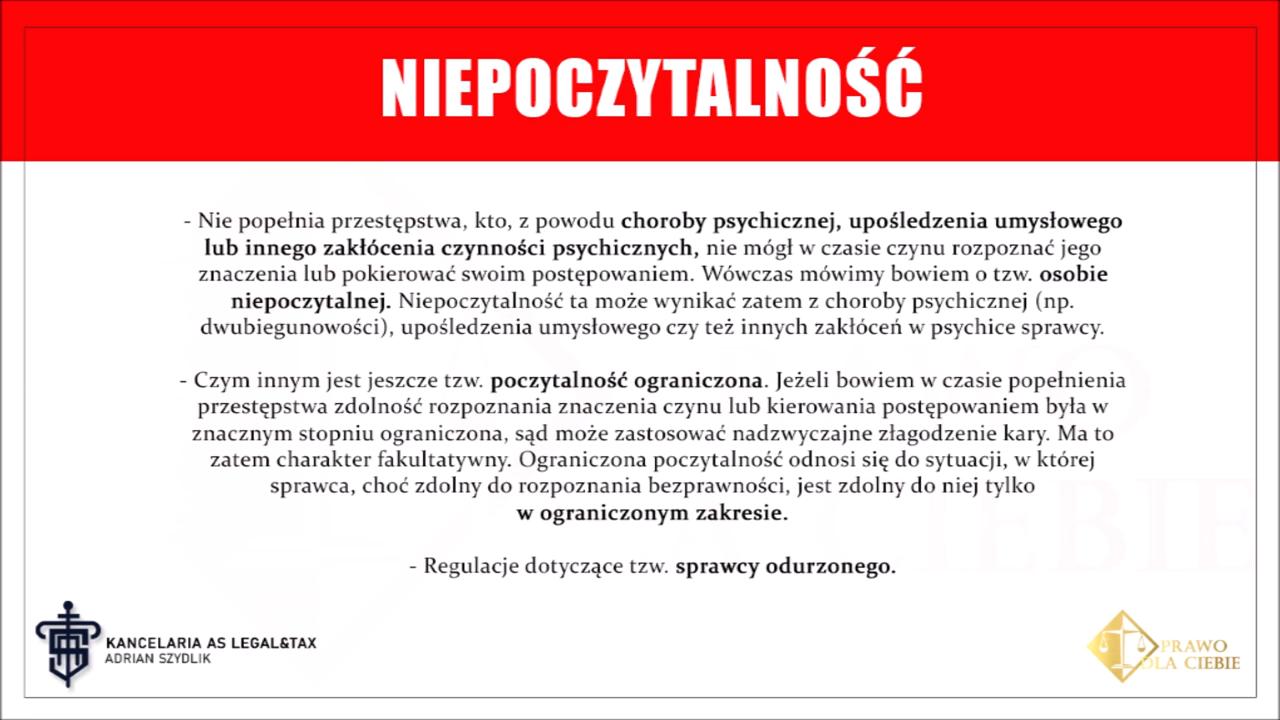 NIEPOCZYTALNOŚĆ
- Nie popełnia przestępstwa, kto, z powodu choroby psychicznej, upośledzenia umysłowego
lub innego zakłócenia czynności psychicznych, nie mógł w czasie czynu rozpoznać jego
znaczenia lub pokierować swoim postępowaniem. Wówczas mówimy bowiem o tzw. osobie
niepoczytalnej. Niepoczytalność ta może wynikać zatem z choroby psychicznej (np.
dwubiegunowości), upośledzenia umysłowego czy też innych zakłóceń w psychice sprawcy.
- Czym innym jest jeszcze tzw. poczytalność ograniczona. Jeżeli bowiem w czasie popełnienia
przestępstwa zdolność rozpoznania znaczenia czynu lub kierowania postępowaniem była w
znacznym stopniu ograniczona, sąd może zastosować nadzwyczajne złagodzenie kary. Ma to
zatem charakter fakultatywny. Ograniczona poczytalność odnosi się do sytuacji, w której
sprawca, choć zdolny do rozpoznania bezprawności, jest zdolny do niej tylko
w ograniczonym zakresie.
- Regulacje dotyczące tzw. sprawcy odurzonego.
KANCELARIA AS LEGAL&TAX
ADRIAN SZYDLIK
PRAWO
DLA CIEBIE